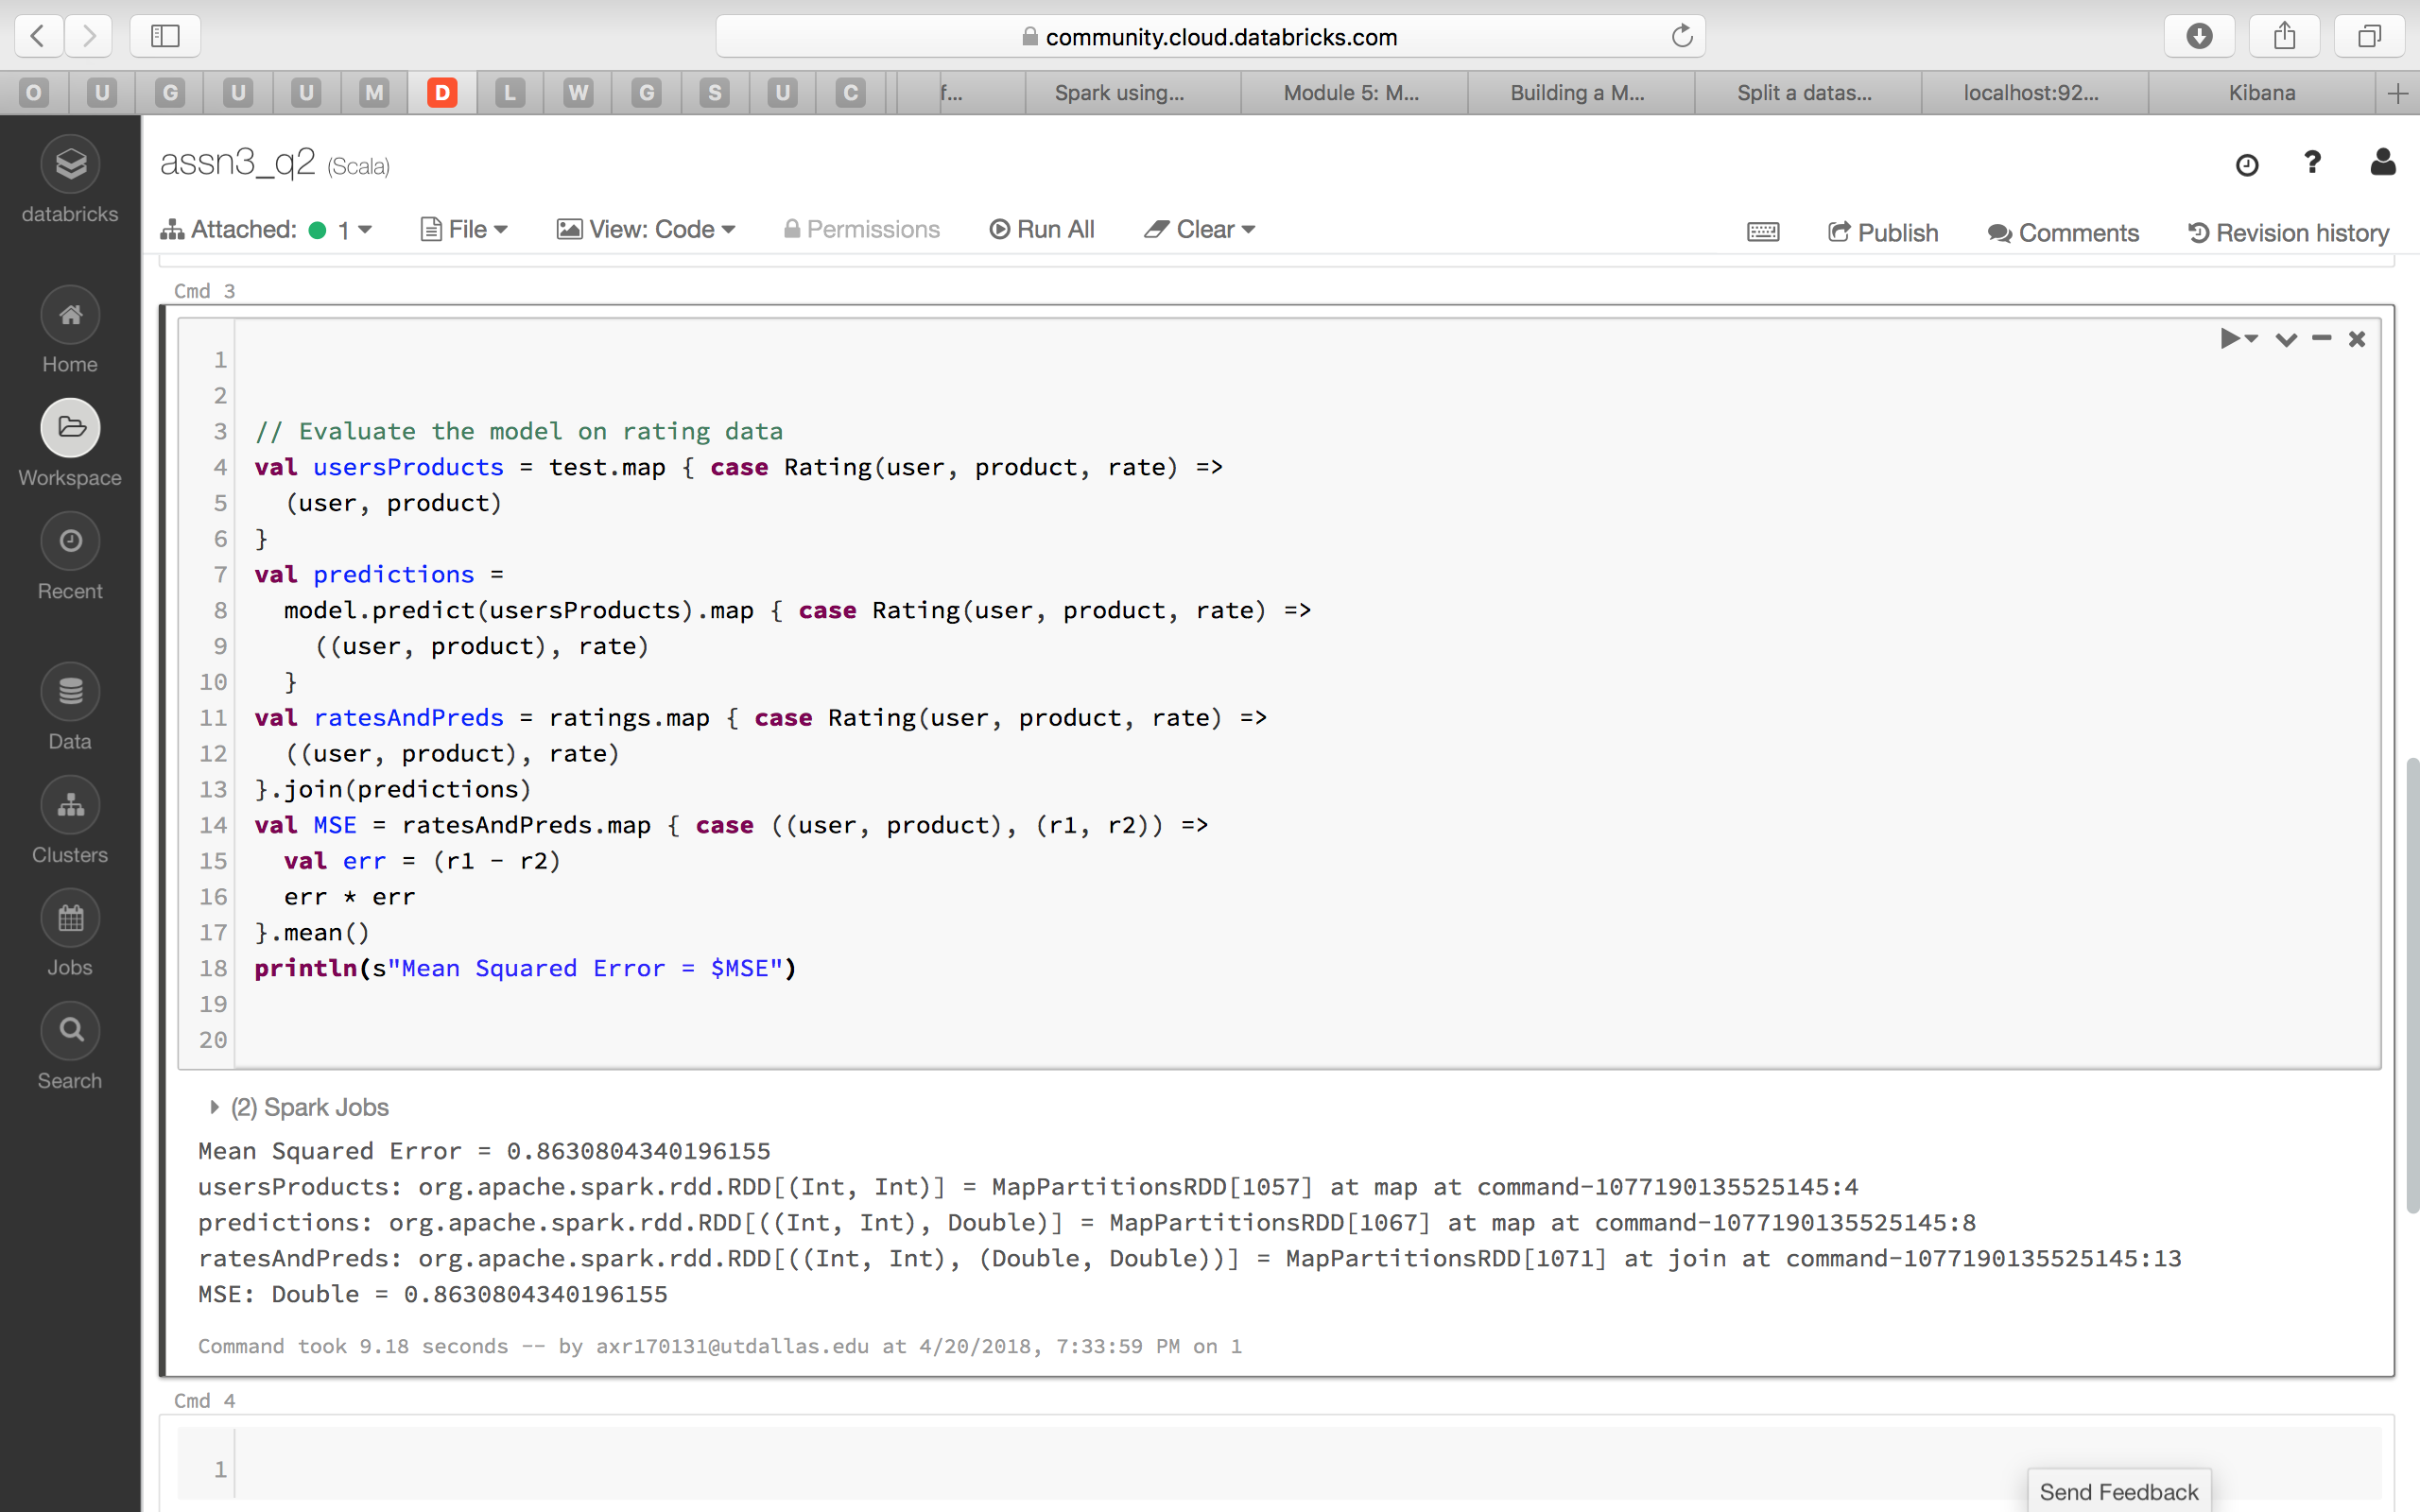 community.cloud.databricks.com
O U G U U M D L W G S U C f... Spark using... Module 5: M... Building a M... Split a datas... localhost:92... Kibana
databricks
Home
Workspace
Recent
Data
Clusters
Jobs
Search
assn3_q2 (Scala)
Attached: 1 File View: Code Permissions Run All Clear Publish Comments Revision history
Cmd 3
1
2
3 // Evaluate the model on rating data
4 val usersProducts = test.map { case Rating(user, product, rate) =>
5   (user, product)
6 }
7 val predictions =
8   model.predict(usersProducts).map { case Rating(user, product, rate) =>
9     ((user, product), rate)
10   }
11 val ratesAndPreds = ratings.map { case Rating(user, product, rate) =>
12   ((user, product), rate)
13 }.join(predictions)
14 val MSE = ratesAndPreds.map { case ((user, product), (r1, r2)) =>
15   val err = (r1 - r2)
16   err * err
17 }.mean()
18 println(s"Mean Squared Error = $MSE")
19
20
(2) Spark Jobs
Mean Squared Error = 0.8630804340196155
usersProducts: org.apache.spark.rdd.RDD[(Int, Int)] = MapPartitionsRDD[1057] at map at command-1077190135525145:4
predictions: org.apache.spark.rdd.RDD[((Int, Int), Double)] = MapPartitionsRDD[1067] at map at command-1077190135525145:8
ratesAndPreds: org.apache.spark.rdd.RDD[((Int, Int), (Double, Double))] = MapPartitionsRDD[1071] at join at command-1077190135525145:13
MSE: Double = 0.8630804340196155
Command took 9.18 seconds -- by axr170131@utdallas.edu at 4/20/2018, 7:33:59 PM on 1
Cmd 4
1
Send Feedback